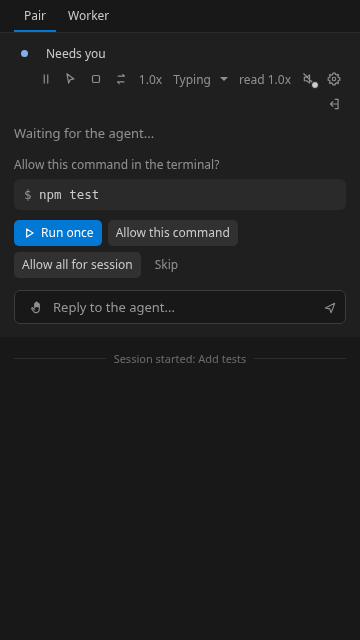 Pair Worker
Needs you
1.0x Typing read 1.0x
Waiting for the agent...
Allow this command in the terminal?
$ npm test
Run once Allow this command
Allow all for session Skip
Reply to the agent...
Session started: Add tests